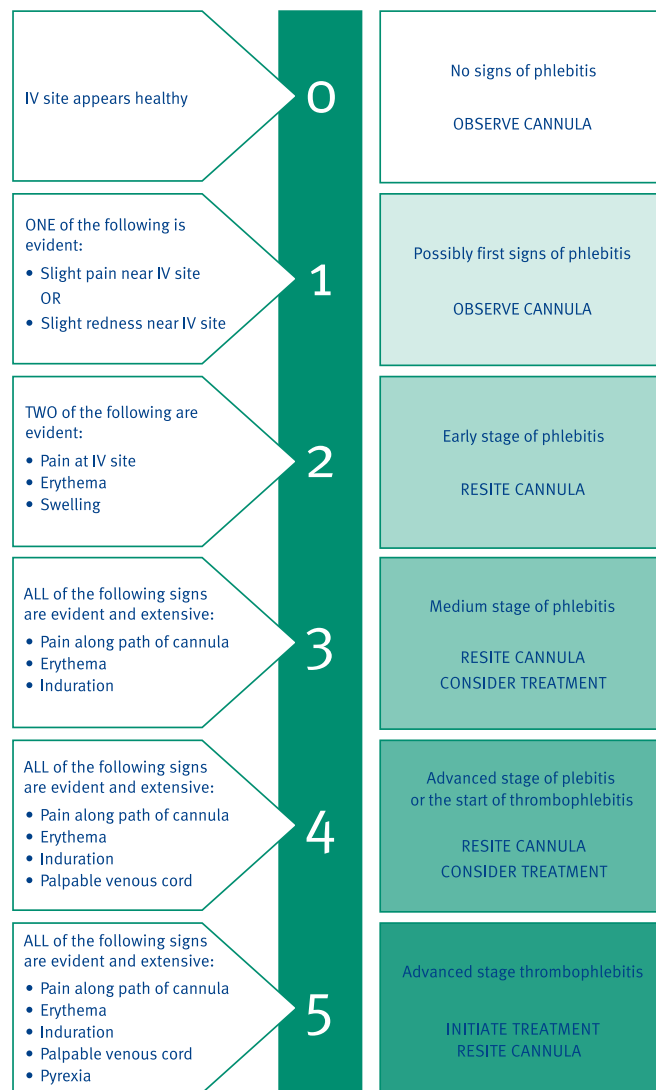 IV site appears healthy
0
No signs of phlebitis
OBSERVE CANNULA
ONE of the following is
evident:
• Slight pain near IV site
OR
• Slight redness near IV site
1
Possibly first signs of phlebitis
OBSERVE CANNULA
TWO of the following are
evident:
• Pain at IV site
• Erythema
• Swelling
2
Early stage of phlebitis
RESITE CANNULA
ALL of the following signs
are evident and extensive:
• Pain along path of cannula
• Erythema
• Induration
3
Medium stage of phlebitis
RESITE CANNULA
CONSIDER TREATMENT
ALL of the following signs
are evident and extensive:
• Pain along path of cannula
• Erythema
• Induration
• Palpable venous cord
4
Advanced stage of plebitis
or the start of thrombophlebitis
RESITE CANNULA
CONSIDER TREATMENT
ALL of the following signs
are evident and extensive:
• Pain along path of cannula
• Erythema
• Induration
• Palpable venous cord
• Pyrexia
5
Advanced stage thrombophlebitis
INITIATE TREATMENT
RESITE CANNULA